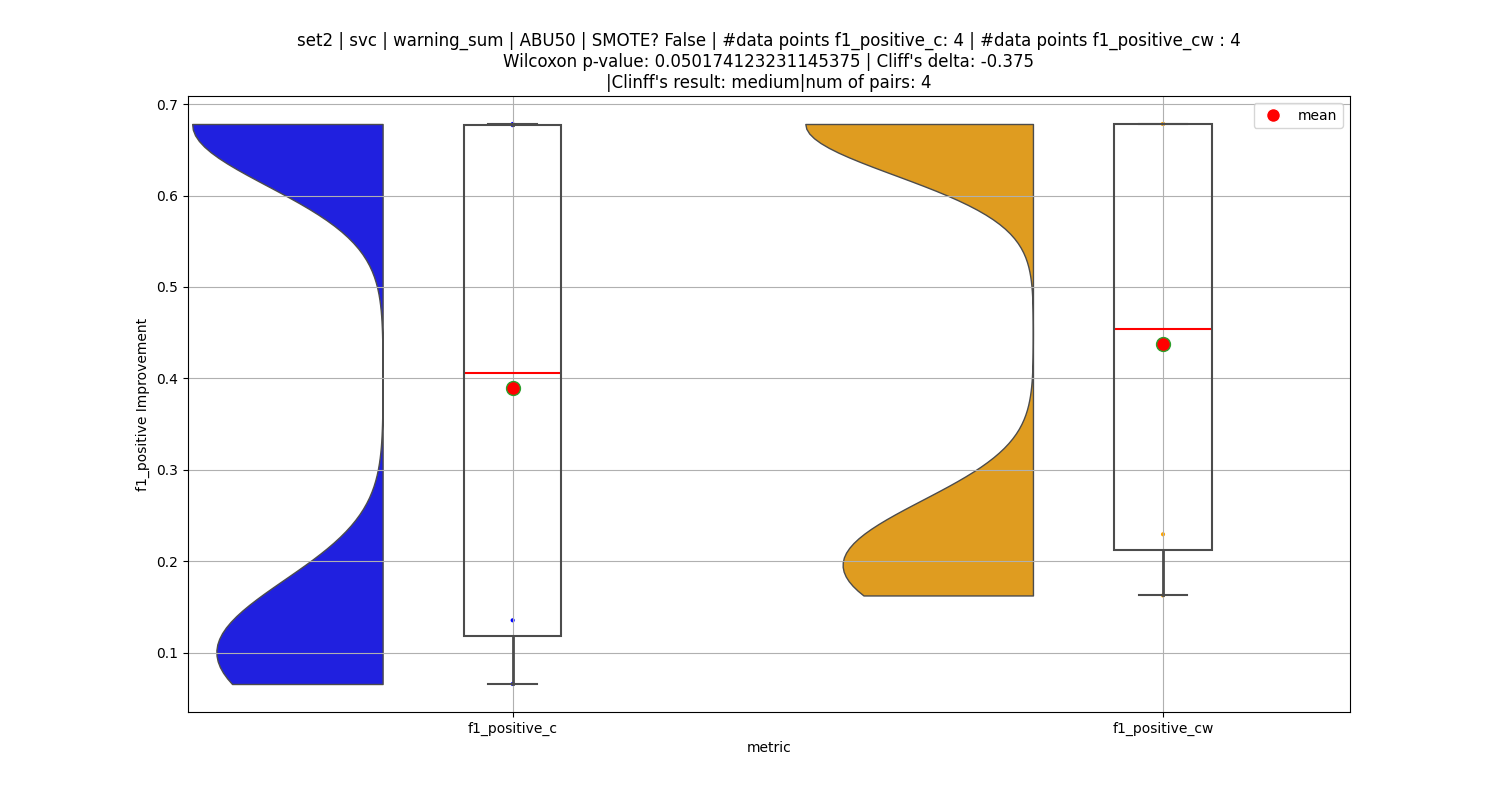 set2 | svc | warning_sum | ABU50 | SMOTE? False | #data points f1_positive_c: 4 | #data points f1_positive_cw : 4
Wilcoxon p-value: 0.050174123231145375 | Cliff's delta: -0.375
|Clinff's result: medium|num of pairs: 4
mean
0.7
0.6
0.5
0.4
0.3
0.2
0.1
f1_positive Improvement
f1_positive_c
f1_positive_cw
metric